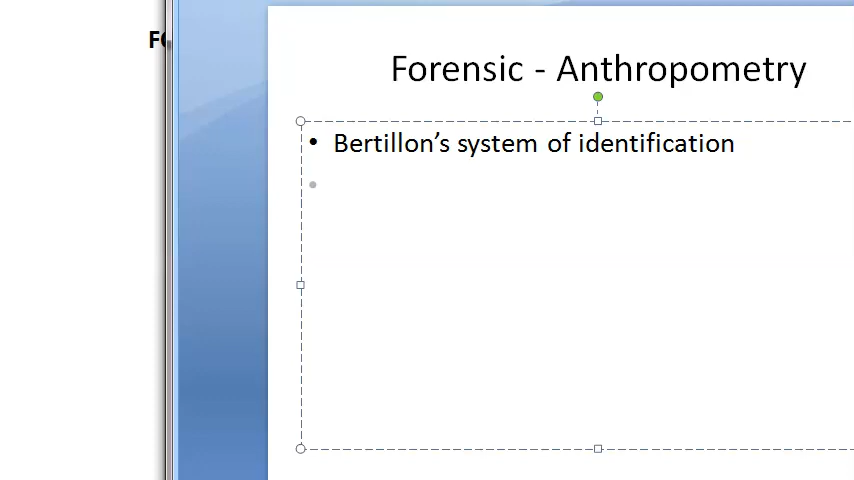 Forensic - Anthropometry
• Bertillon’s system of identification